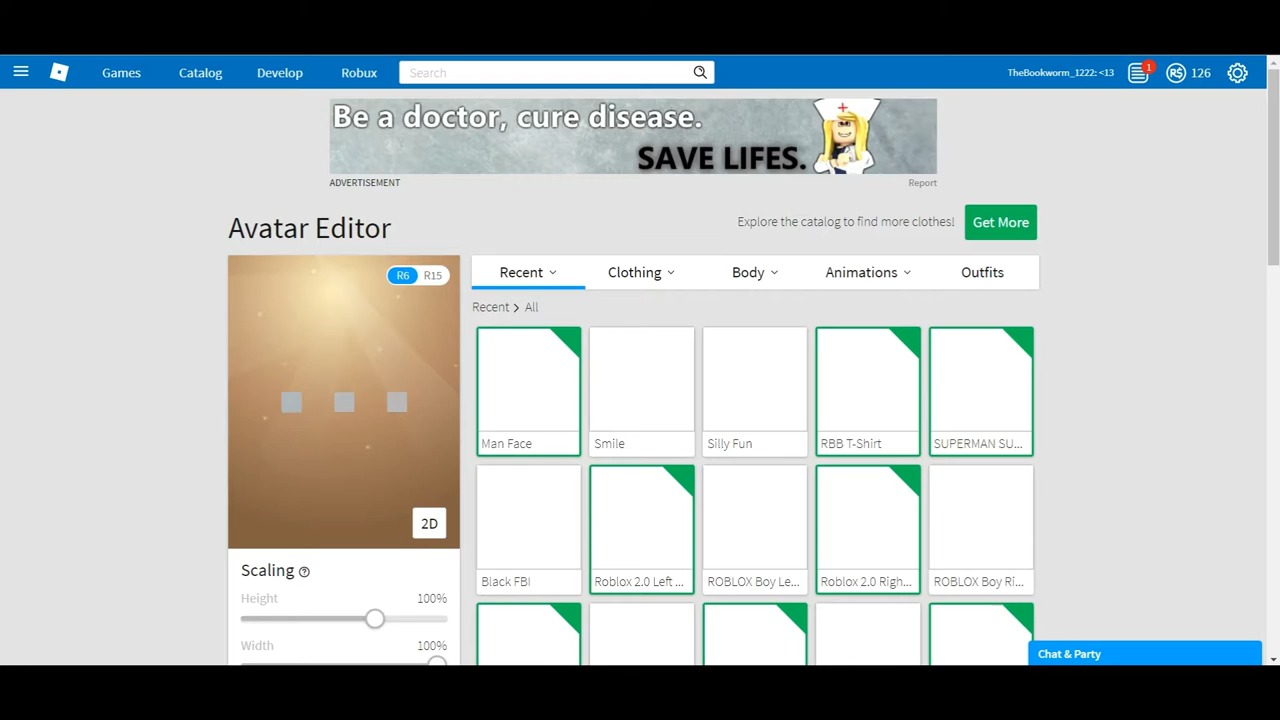 Games Catalog Develop Robux Search TheBookworm_1222: <13 1 R$ 126
Be a doctor, cure disease.
SAVE LIFES.
ADVERTISEMENT Report
Avatar Editor Explore the catalog to find more clothes! Get More
R6 R15 Recent Clothing Body Animations Outfits
Recent > All
Man Face Smile Silly Fun RBB T-Shirt SUPERMAN SU...
2D
Black FBI Roblox 2.0 Left ... ROBLOX Boy Le... Roblox 2.0 Righ... ROBLOX Boy Ri...
Scaling ?
Height 100%
Width 100%
Chat & Party